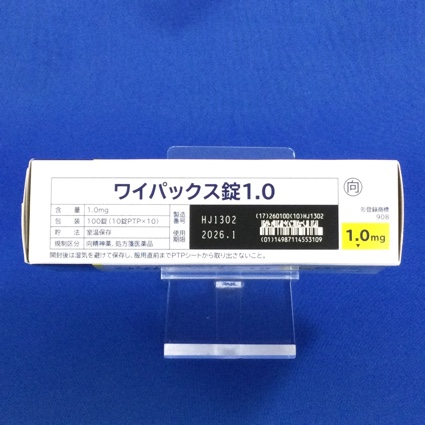 ワイパックス錠1.0
向
®登録商標
908
含 量 1.0mg
包 装 100錠(10錠PTP×10)
貯 法 室温保存
規制区分 向精神薬、処方箋医薬品
製造番号 HJ1302
使用期限 2026.1
(17)260100(10)HJ1302
(01)14987114553109
1.0mg
開封後は湿気を避けて保存し、服用直前までPTPシートから取り出さないこと。